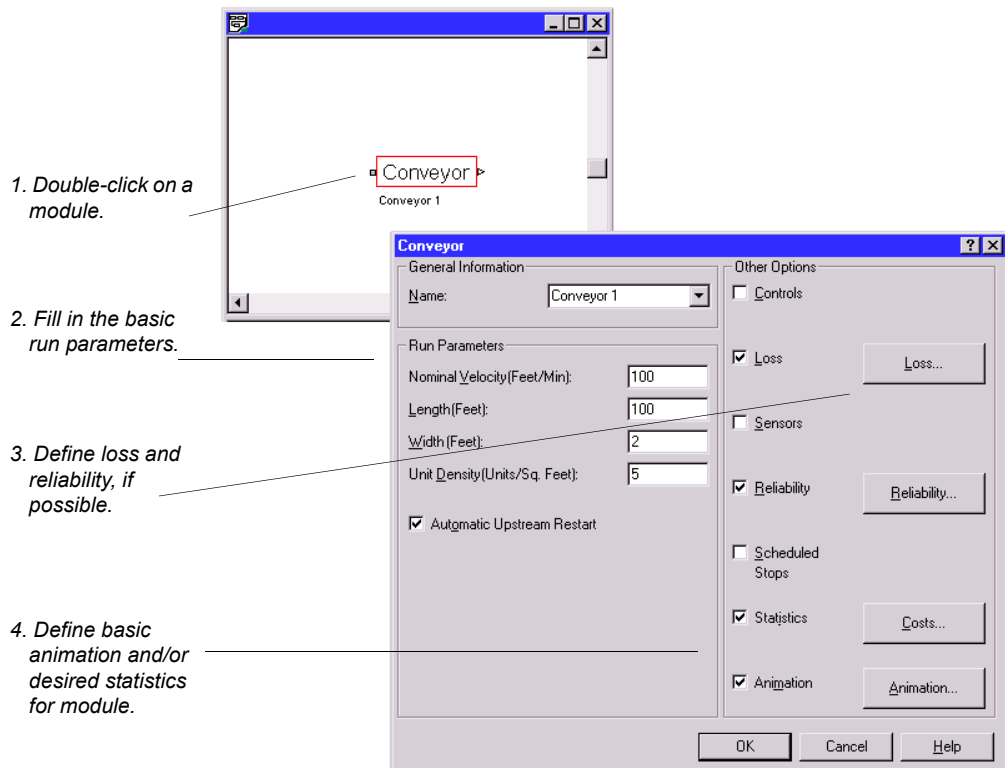 Conveyor
Conveyor 1
1. Double-click on a
module.
2. Fill in the basic
run parameters.
3. Define loss and
reliability, if
possible.
4. Define basic
animation and/or
desired statistics
for module.
Conveyor
General Information
Name: Conveyor 1
Run Parameters
Nominal Velocity(Feet/Min): 100
Length(Feet): 100
Width (Feet): 2
Unit Density(Units/Sq. Feet): 5
Automatic Upstream Restart
Other Options
Controls
Loss Loss...
Sensors
Reliability Reliability...
Scheduled
Stops
Statistics Costs...
Animation Animation...
OK Cancel Help